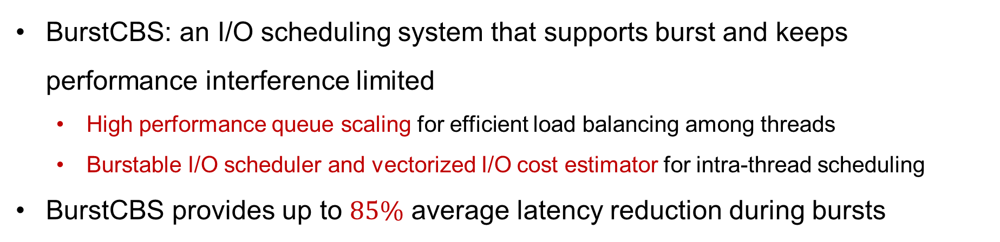 • BurstCBS: an I/O scheduling system that supports burst and keeps
performance interference limited
• High performance queue scaling for efficient load balancing among threads
• Burstable I/O scheduler and vectorized I/O cost estimator for intra-thread scheduling
• BurstCBS provides up to 85% average latency reduction during bursts